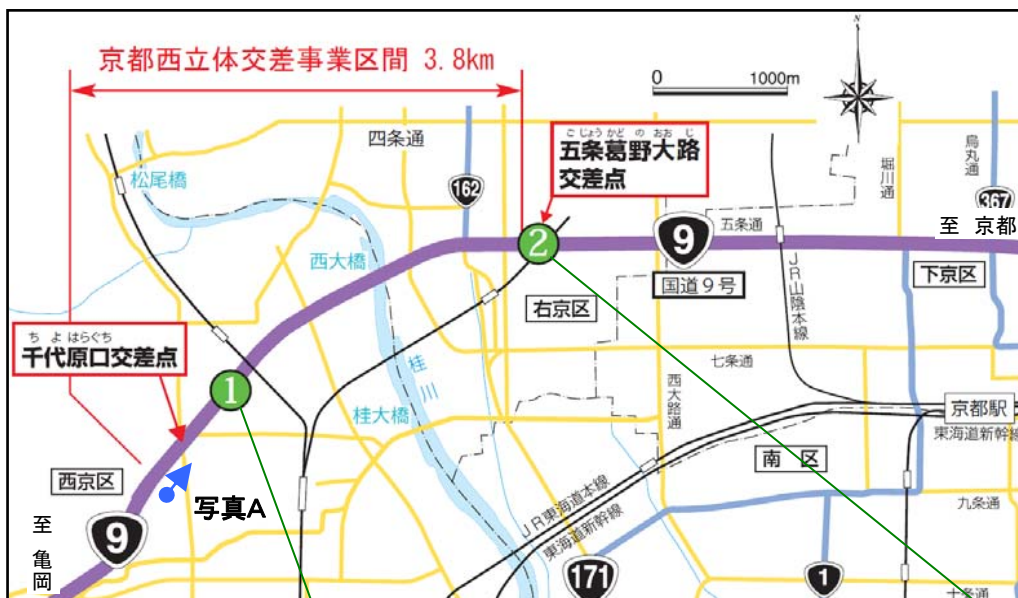 京都西立体交差事業区間 3.8km
0 1000m
N
四条通
ごじょうかどのおおじ
五条葛野大路
交差点
松尾橋
162
堀川通
烏丸通
367
至 京都
2
9
五条通
西大橋
国道9号
下京区
JR山陰本線
右京区
ちよはらぐち
千代原口交差点
1
桂川
七条通
西大路通
桂大橋
京都駅
東海道新幹線
西京区
南 区
写真A
九条通
至 亀岡
9
JR東海道本線
東海道新幹線
171
1
十条通